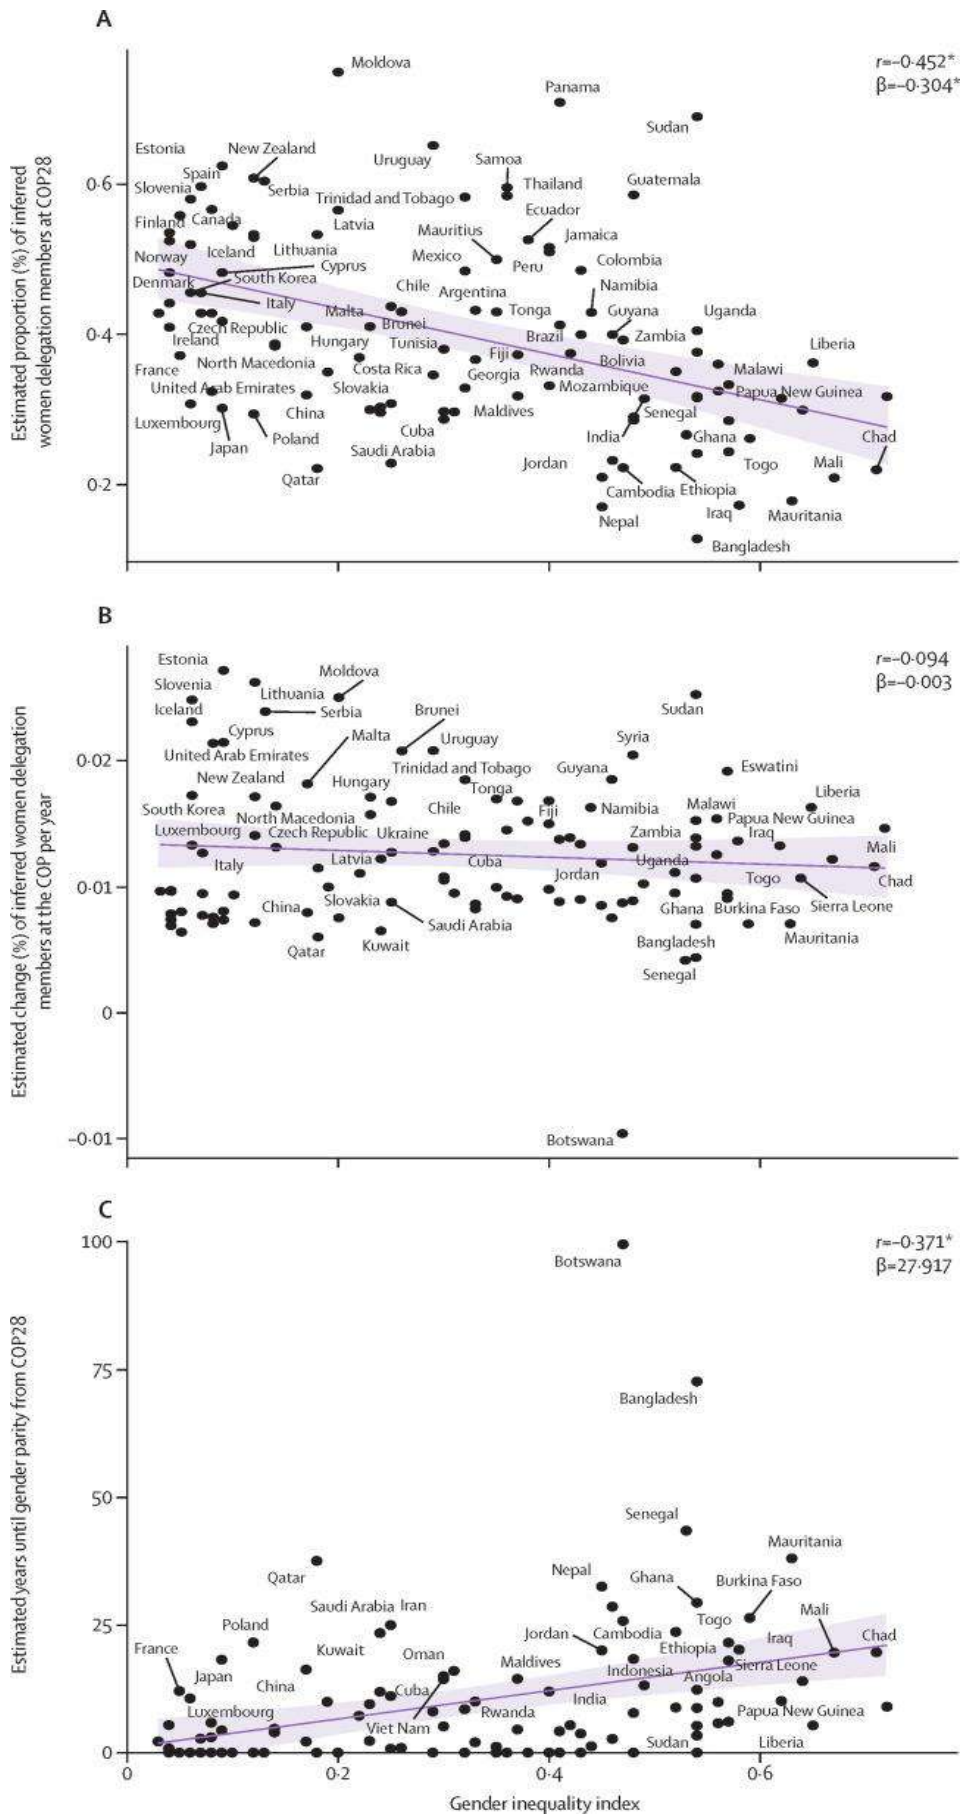 A
r=–0·452*
β=–0·304*
Estimated proportion (%) of inferred
women delegation members at COP28
0·6
0·4
0·2
Moldova
Panama
Sudan
Estonia
New Zealand
Uruguay
Samoa
Spain
Slovenia
Serbia
Thailand
Guatemala
Trinidad and Tobago
Ecuador
Finland
Canada
Latvia
Mauritius
Jamaica
Norway
Iceland
Lithuania
Cyprus
Mexico
Peru
Colombia
Denmark
South Korea
Chile
Argentina
Namibia
Italy
Malta
Tonga
Guyana
Uganda
Czech Republic
Brunei
Brazil
Zambia
Ireland
Hungary
Tunisia
Fiji
Bolivia
Liberia
France
North Macedonia
Costa Rica
Georgia
Rwanda
Malawi
United Arab Emirates
Slovakia
Mozambique
Papua New Guinea
Luxembourg
China
Maldives
Senegal
Japan
Poland
Cuba
India
Ghana
Chad
Qatar
Saudi Arabia
Jordan
Togo
Mali
Cambodia
Ethiopia
Nepal
Iraq
Mauritania
Bangladesh
B
r=–0·094
β=–0·003
Estimated change (%) of inferred women delegation
members at the COP per year
0·02
0·01
0
–0·01
Estonia
Moldova
Slovenia
Lithuania
Iceland
Serbia
Brunei
Sudan
Cyprus
Malta
Uruguay
Syria
United Arab Emirates
Trinidad and Tobago
Guyana
Eswatini
New Zealand
Hungary
Tonga
Liberia
South Korea
North Macedonia
Chile
Fiji
Namibia
Malawi
Papua New Guinea
Luxembourg
Czech Republic
Ukraine
Zambia
Iraq
Italy
Latvia
Cuba
Uganda
Mali
Jordan
Togo
Chad
China
Slovakia
Ghana
Burkina Faso
Sierra Leone
Qatar
Kuwait
Saudi Arabia
Bangladesh
Mauritania
Senegal
Botswana
C
r=–0·371*
β=27·917
Estimated years until gender parity from COP28
100
75
50
25
0
Botswana
Bangladesh
Senegal
Mauritania
Qatar
Nepal
Ghana
Burkina Faso
Saudi Arabia
Iran
Poland
Togo
Mali
France
Kuwait
Oman
Jordan
Cambodia
Ethiopia
Iraq
Chad
Japan
China
Cuba
Maldives
Indonesia
Angola
Sierra Leone
Luxembourg
Viet Nam
Rwanda
India
Papua New Guinea
Sudan
Liberia
0
0·2
0·4
0·6
Gender inequality index